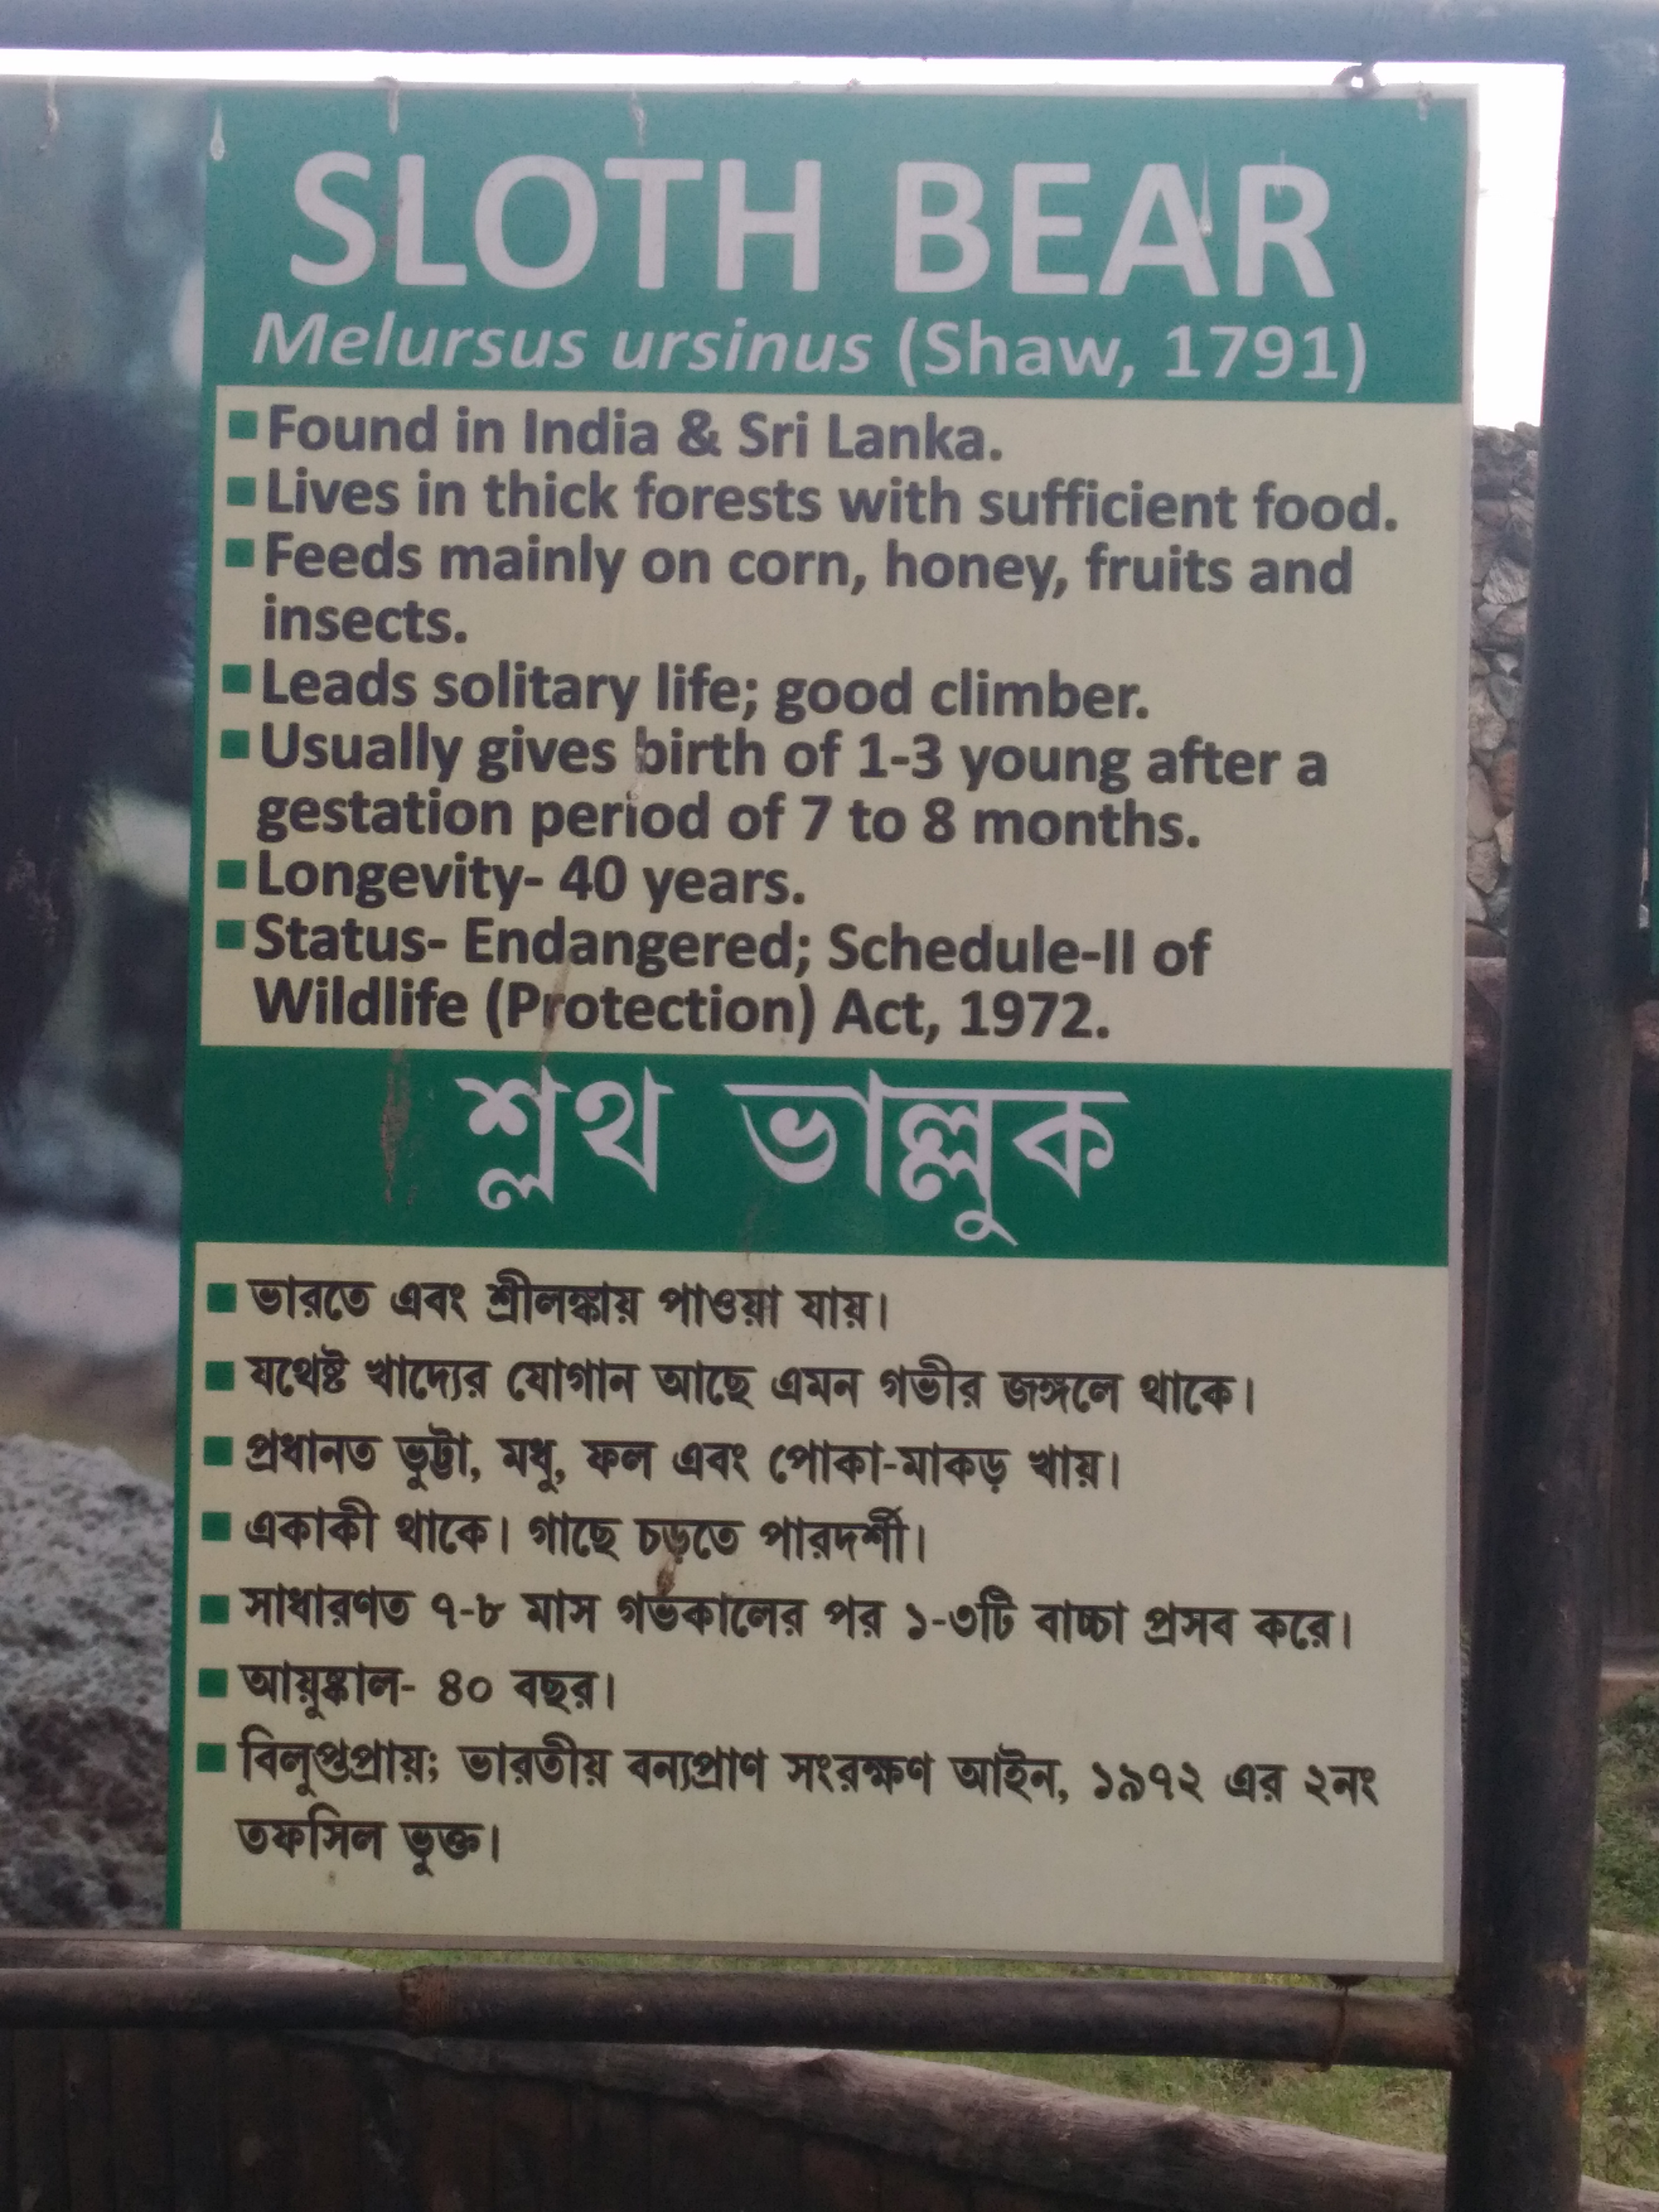 SLOTH BEAR
Melursus ursinus (Shaw, 1791)
Found in India & Sri Lanka.
Lives in thick forests with sufficient food.
Feeds mainly on corn, honey, fruits and
insects.
Leads solitary life; good climber.
Usually gives birth of 1-3 young after a
gestation period of 7 to 8 months.
Longevity- 40 years.
Status- Endangered; Schedule-II of
Wildlife (Protection) Act, 1972.
শ্লথ ভাল্লুক
ভারতে এবং শ্রীলঙ্কায় পাওয়া যায়।
যথেষ্ট খাদ্যের যোগান আছে এমন গভীর জঙ্গলে থাকে।
প্রধানত ভুট্টা, মধু, ফল এবং পোকা-মাকড় খায়।
একাকী থাকে। গাছে চড়তে পারদর্শী।
সাধারণত ৭-৮ মাস গর্ভকালের পর ১-৩টি বাচ্চা প্রসব করে।
আয়ুষ্কাল- ৪০ বছর।
বিলুপ্তপ্রায়; ভারতীয় বন্যপ্রাণ সংরক্ষণ আইন, ১৯৭২ এর ২নং
তফসিল ভুক্ত।